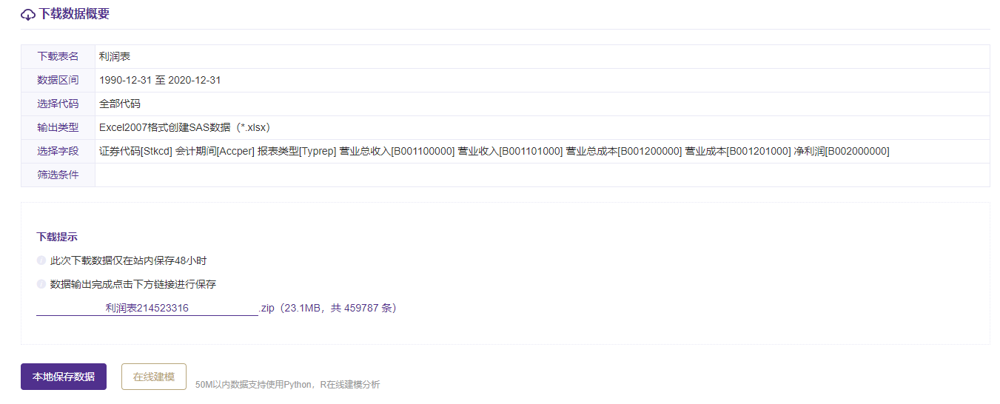 下载数据概要
下载表名 利润表
数据区间 1990-12-31 至 2020-12-31
选择代码 全部代码
输出类型 Excel2007格式创建SAS数据（*.xlsx）
选择字段 证券代码[Stkcd] 会计期间[Accper] 报表类型[Typrep] 营业总收入[B001100000] 营业收入[B001101000] 营业总成本[B001200000] 营业成本[B001201000] 净利润[B002000000]
筛选条件
下载提示
此次下载数据仅在站内保存48小时
数据输出完成点击下方链接进行保存
利润表214523316 .zip（23.1MB，共 459787 条）
本地保存数据 在线建模 50M以内数据支持使用Python，R在线建模分析